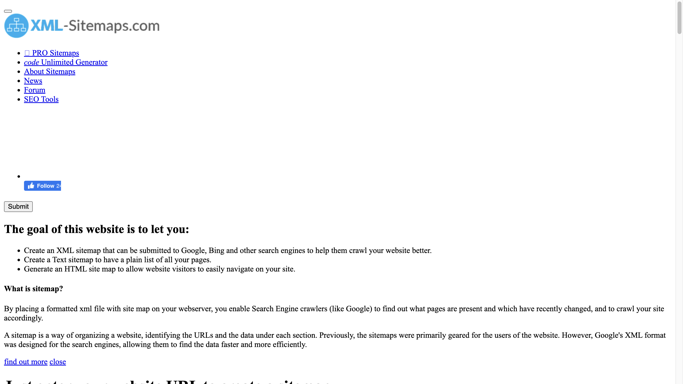 XML-Sitemaps.com
PRO Sitemaps
code Unlimited Generator
About Sitemaps
News
Forum
SEO Tools
Follow
Submit
The goal of this website is to let you:
Create an XML sitemap that can be submitted to Google, Bing and other search engines to help them crawl your website better.
Create a Text sitemap to have a plain list of all your pages.
Generate an HTML site map to allow website visitors to easily navigate on your site.
What is sitemap?
By placing a formatted xml file with site map on your webserver, you enable Search Engine crawlers (like Google) to find out what pages are present and which have recently changed, and to crawl your site
accordingly.
A sitemap is a way of organizing a website, identifying the URLs and the data under each section. Previously, the sitemaps were primarily geared for the users of the website. However, Google's XML format
was designed for the search engines, allowing them to find the data faster and more efficiently.
find out more close